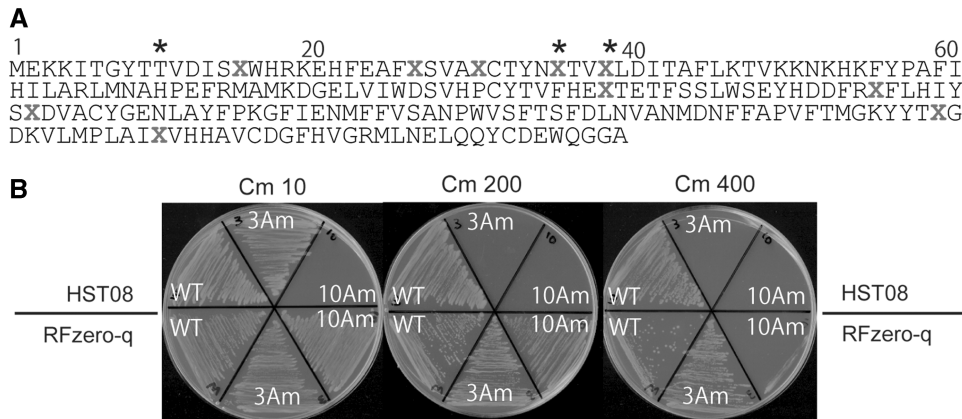 A
* * *
1 20 40 60
MEKKITGYTTVDISXWHRKEHFEAFXSVAXCTYNXTVXLDITAFLKTVKKNKHKFYPAFI
HILARLMNAHPEFRMAMKDGELVIWDSVHPCYTVFHEXTETFSSLWSEYHDDFRXFLHIY
SXDVACYGENLAYFPKGFIENMFFVSANPWVSFTSFDLNVANMDNFFAPVFTMGKYYTXG
DKVLMPLAIXVHHAVCDGFHVGRMLNELQQYCDEWQGGA
B
Cm 10 Cm 200 Cm 400
3Am 3Am 3Am
HST08 WT 10Am WT 10Am WT 10Am HST08
RFzero-q WT 10Am WT 10Am WT 10Am RFzero-q
3Am 3Am 3Am